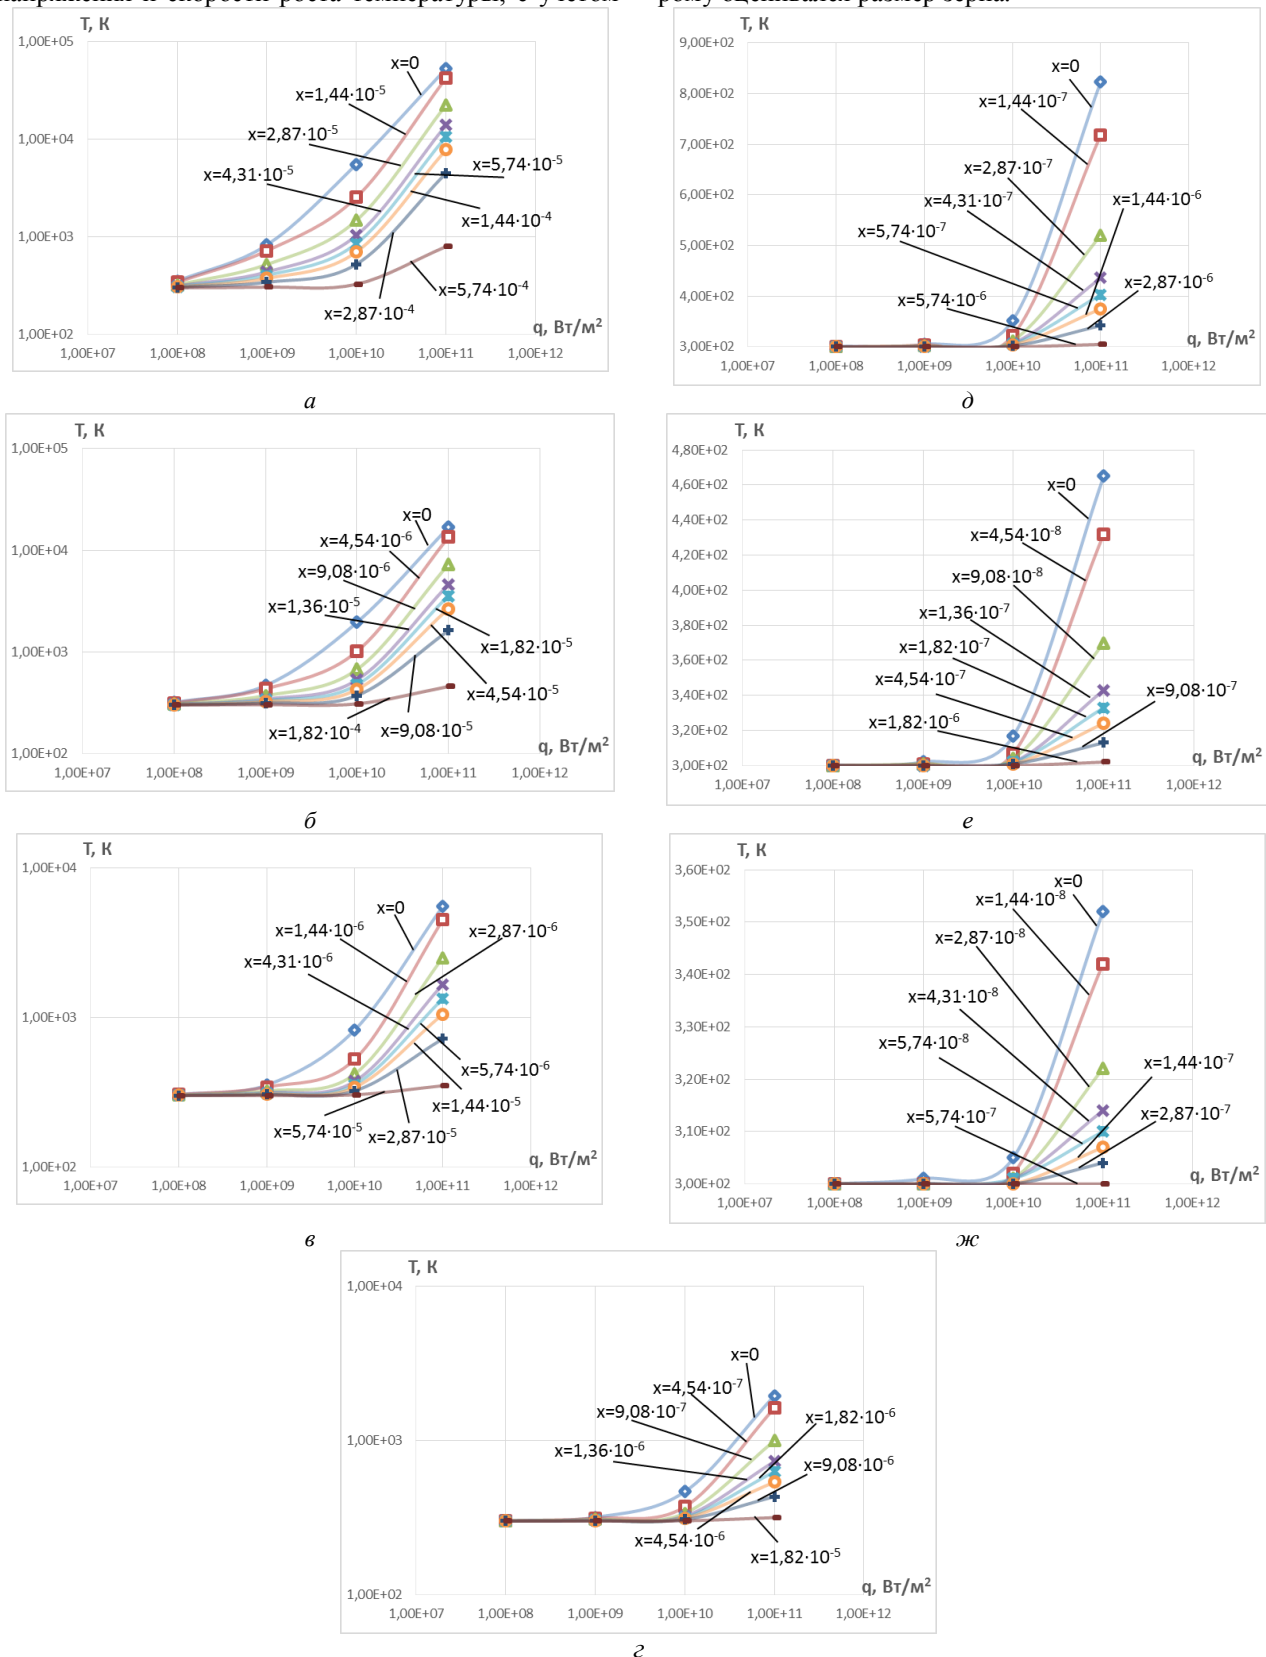 напряжения и скорости роста температуры, с учетом
рому оценивался размер зерна.
T, К
1,00E+05
1,00E+04
1,00E+03
1,00E+02
x=0
x=1,44·10⁻⁵
x=2,87·10⁻⁵
x=4,31·10⁻⁵
x=5,74·10⁻⁵
x=1,44·10⁻⁴
x=5,74·10⁻⁴
x=2,87·10⁻⁴
q, Вт/м²
1,00E+07 1,00E+08 1,00E+09 1,00E+10 1,00E+11 1,00E+12
а
T, К
9,00E+02
8,00E+02
7,00E+02
6,00E+02
5,00E+02
4,00E+02
3,00E+02
x=0
x=1,44·10⁻⁷
x=2,87·10⁻⁷
x=4,31·10⁻⁷
x=1,44·10⁻⁶
x=5,74·10⁻⁷
x=2,87·10⁻⁶
x=5,74·10⁻⁶
q, Вт/м²
1,00E+07 1,00E+08 1,00E+09 1,00E+10 1,00E+11 1,00E+12
д
T, К
1,00E+05
1,00E+04
1,00E+03
1,00E+02
x=0
x=4,54·10⁻⁶
x=9,08·10⁻⁶
x=1,36·10⁻⁵
x=1,82·10⁻⁵
x=4,54·10⁻⁵
x=1,82·10⁻⁴
x=9,08·10⁻⁵
q, Вт/м²
1,00E+07 1,00E+08 1,00E+09 1,00E+10 1,00E+11 1,00E+12
б
T, К
4,80E+02
4,60E+02
4,40E+02
4,20E+02
4,00E+02
3,80E+02
3,60E+02
3,40E+02
3,20E+02
3,00E+02
x=0
x=4,54·10⁻⁸
x=9,08·10⁻⁸
x=1,36·10⁻⁷
x=1,82·10⁻⁷
x=4,54·10⁻⁷
x=9,08·10⁻⁷
x=1,82·10⁻⁶
q, Вт/м²
1,00E+07 1,00E+08 1,00E+09 1,00E+10 1,00E+11 1,00E+12
е
T, К
1,00E+04
1,00E+03
1,00E+02
x=0
x=1,44·10⁻⁶
x=2,87·10⁻⁶
x=4,31·10⁻⁶
x=5,74·10⁻⁶
x=1,44·10⁻⁵
x=5,74·10⁻⁵
x=2,87·10⁻⁵
q, Вт/м²
1,00E+07 1,00E+08 1,00E+09 1,00E+10 1,00E+11 1,00E+12
в
T, К
3,60E+02
3,50E+02
3,40E+02
3,30E+02
3,20E+02
3,10E+02
3,00E+02
x=0
x=1,44·10⁻⁸
x=2,87·10⁻⁸
x=4,31·10⁻⁸
x=5,74·10⁻⁸
x=1,44·10⁻⁷
x=2,87·10⁻⁷
x=5,74·10⁻⁷
q, Вт/м²
1,00E+07 1,00E+08 1,00E+09 1,00E+10 1,00E+11 1,00E+12
ж
T, К
1,00E+04
1,00E+03
1,00E+02
x=0
x=4,54·10⁻⁷
x=9,08·10⁻⁷
x=1,82·10⁻⁶
x=1,36·10⁻⁶
x=9,08·10⁻⁶
x=4,54·10⁻⁶
x=1,82·10⁻⁵
q, Вт/м²
1,00E+07 1,00E+08 1,00E+09 1,00E+10 1,00E+11 1,00E+12
г